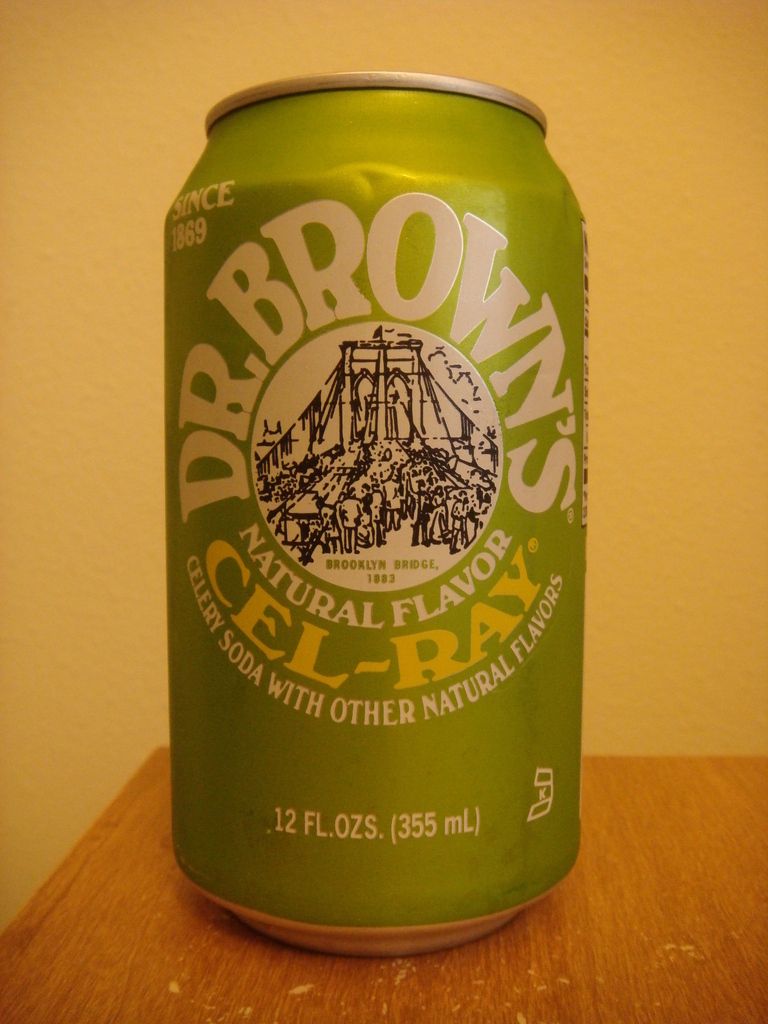 SINCE
1869
DR. BROWN'S®
BROOKLYN BRIDGE,
1883
NATURAL FLAVOR
CEL-RAY®
CELERY SODA WITH OTHER NATURAL FLAVORS
K
12 FL.OZS. (355 mL)